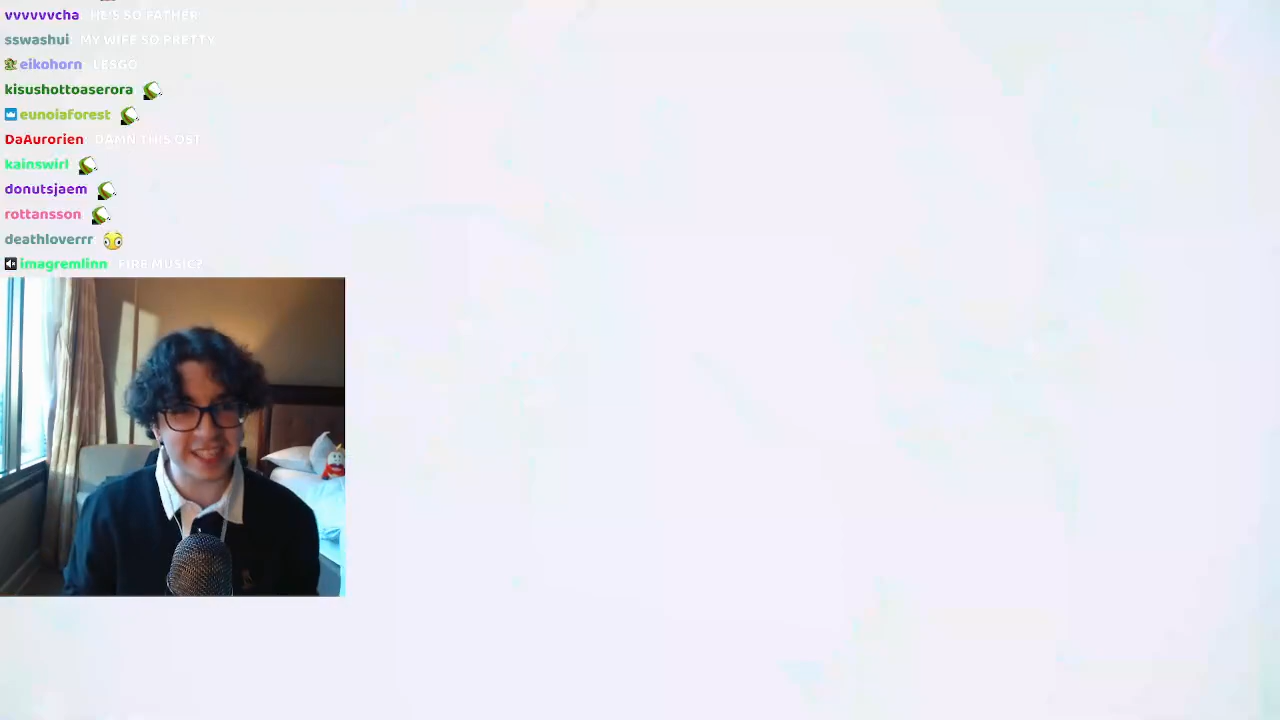 vvvvvvcha HE'S SO FATHER
sswashui MY WIFE SO PRETTY
eikohorn LESGO
kisushottoaserora
eunoiaforest
DaAurorien DAMN THIS OST
kainswirl
donutsjaem
rottansson
deathloverrr
imagremlinn FIRE MUSIC?